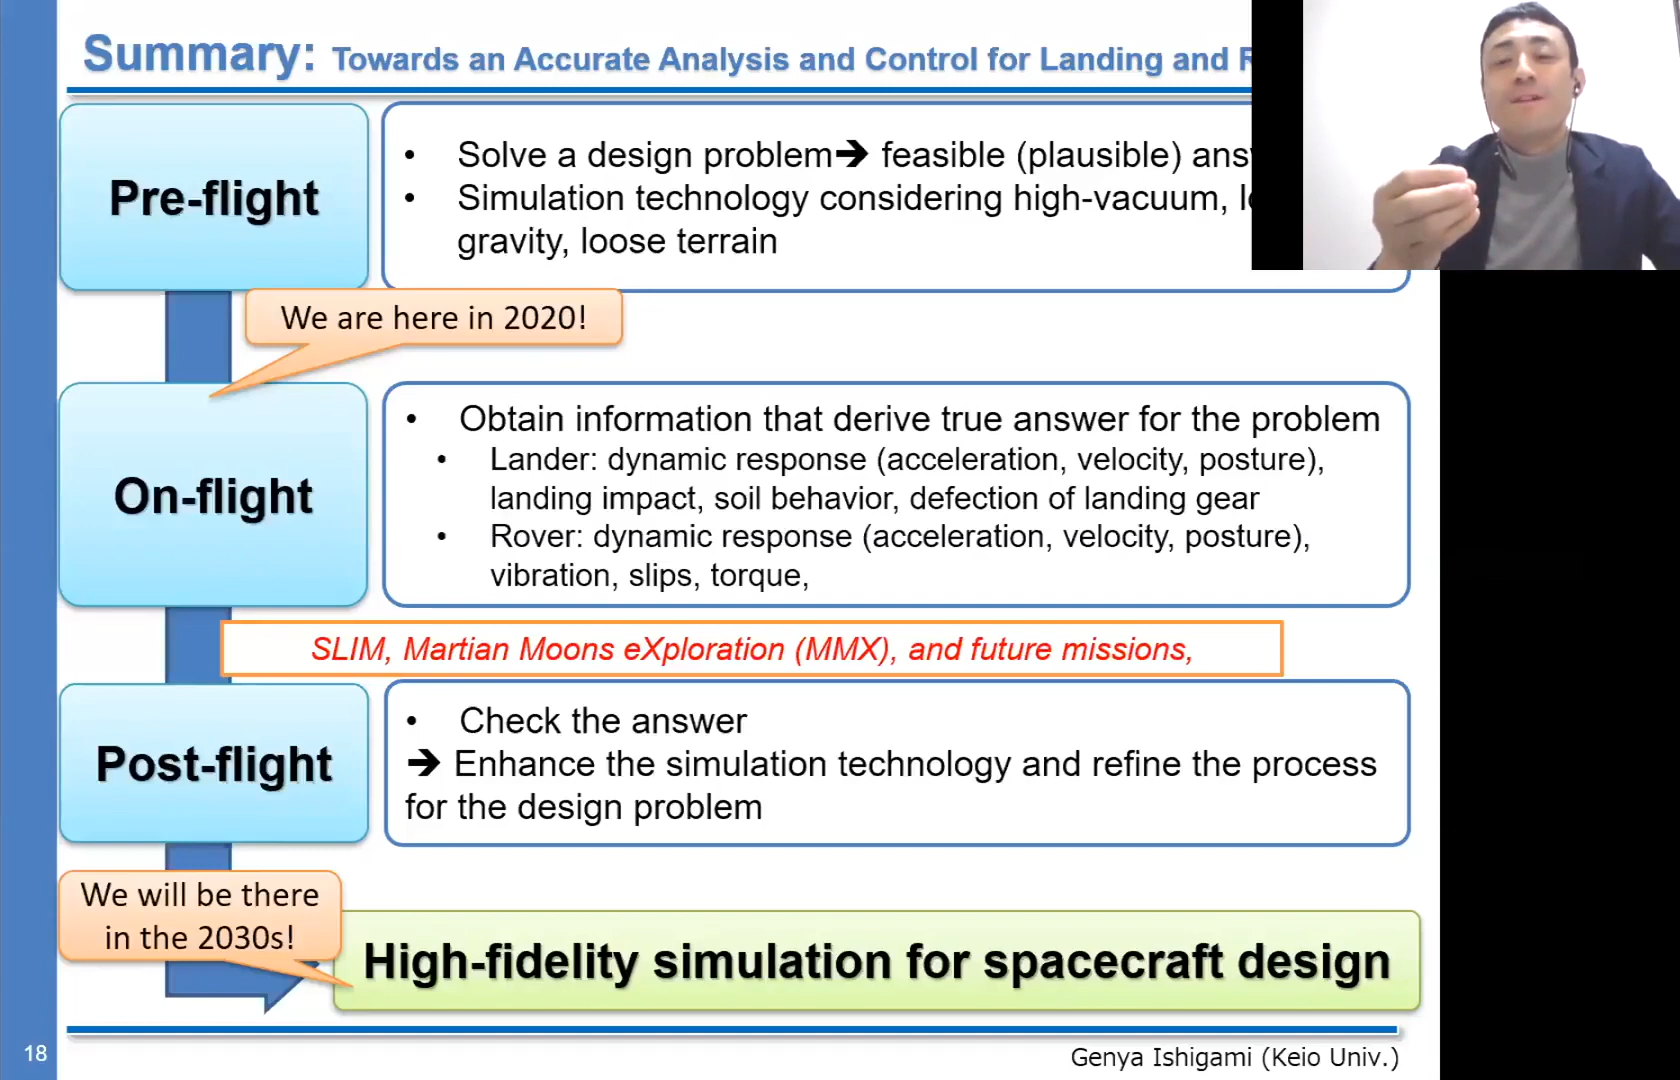 Summary: Towards an Accurate Analysis and Control for Landing and
Pre-flight
• Solve a design problem➔ feasible (plausible)
• Simulation technology considering high-vacuum,
gravity, loose terrain
We are here in 2020!
On-flight
• Obtain information that derive true answer for the problem
• Lander: dynamic response (acceleration, velocity, posture),
landing impact, soil behavior, defection of landing gear
• Rover: dynamic response (acceleration, velocity, posture),
vibration, slips, torque,
SLIM, Martian Moons eXploration (MMX), and future missions,
Post-flight
• Check the answer
➔ Enhance the simulation technology and refine the process
for the design problem
We will be there
in the 2030s!
High-fidelity simulation for spacecraft design
18
Genya Ishigami (Keio Univ.)